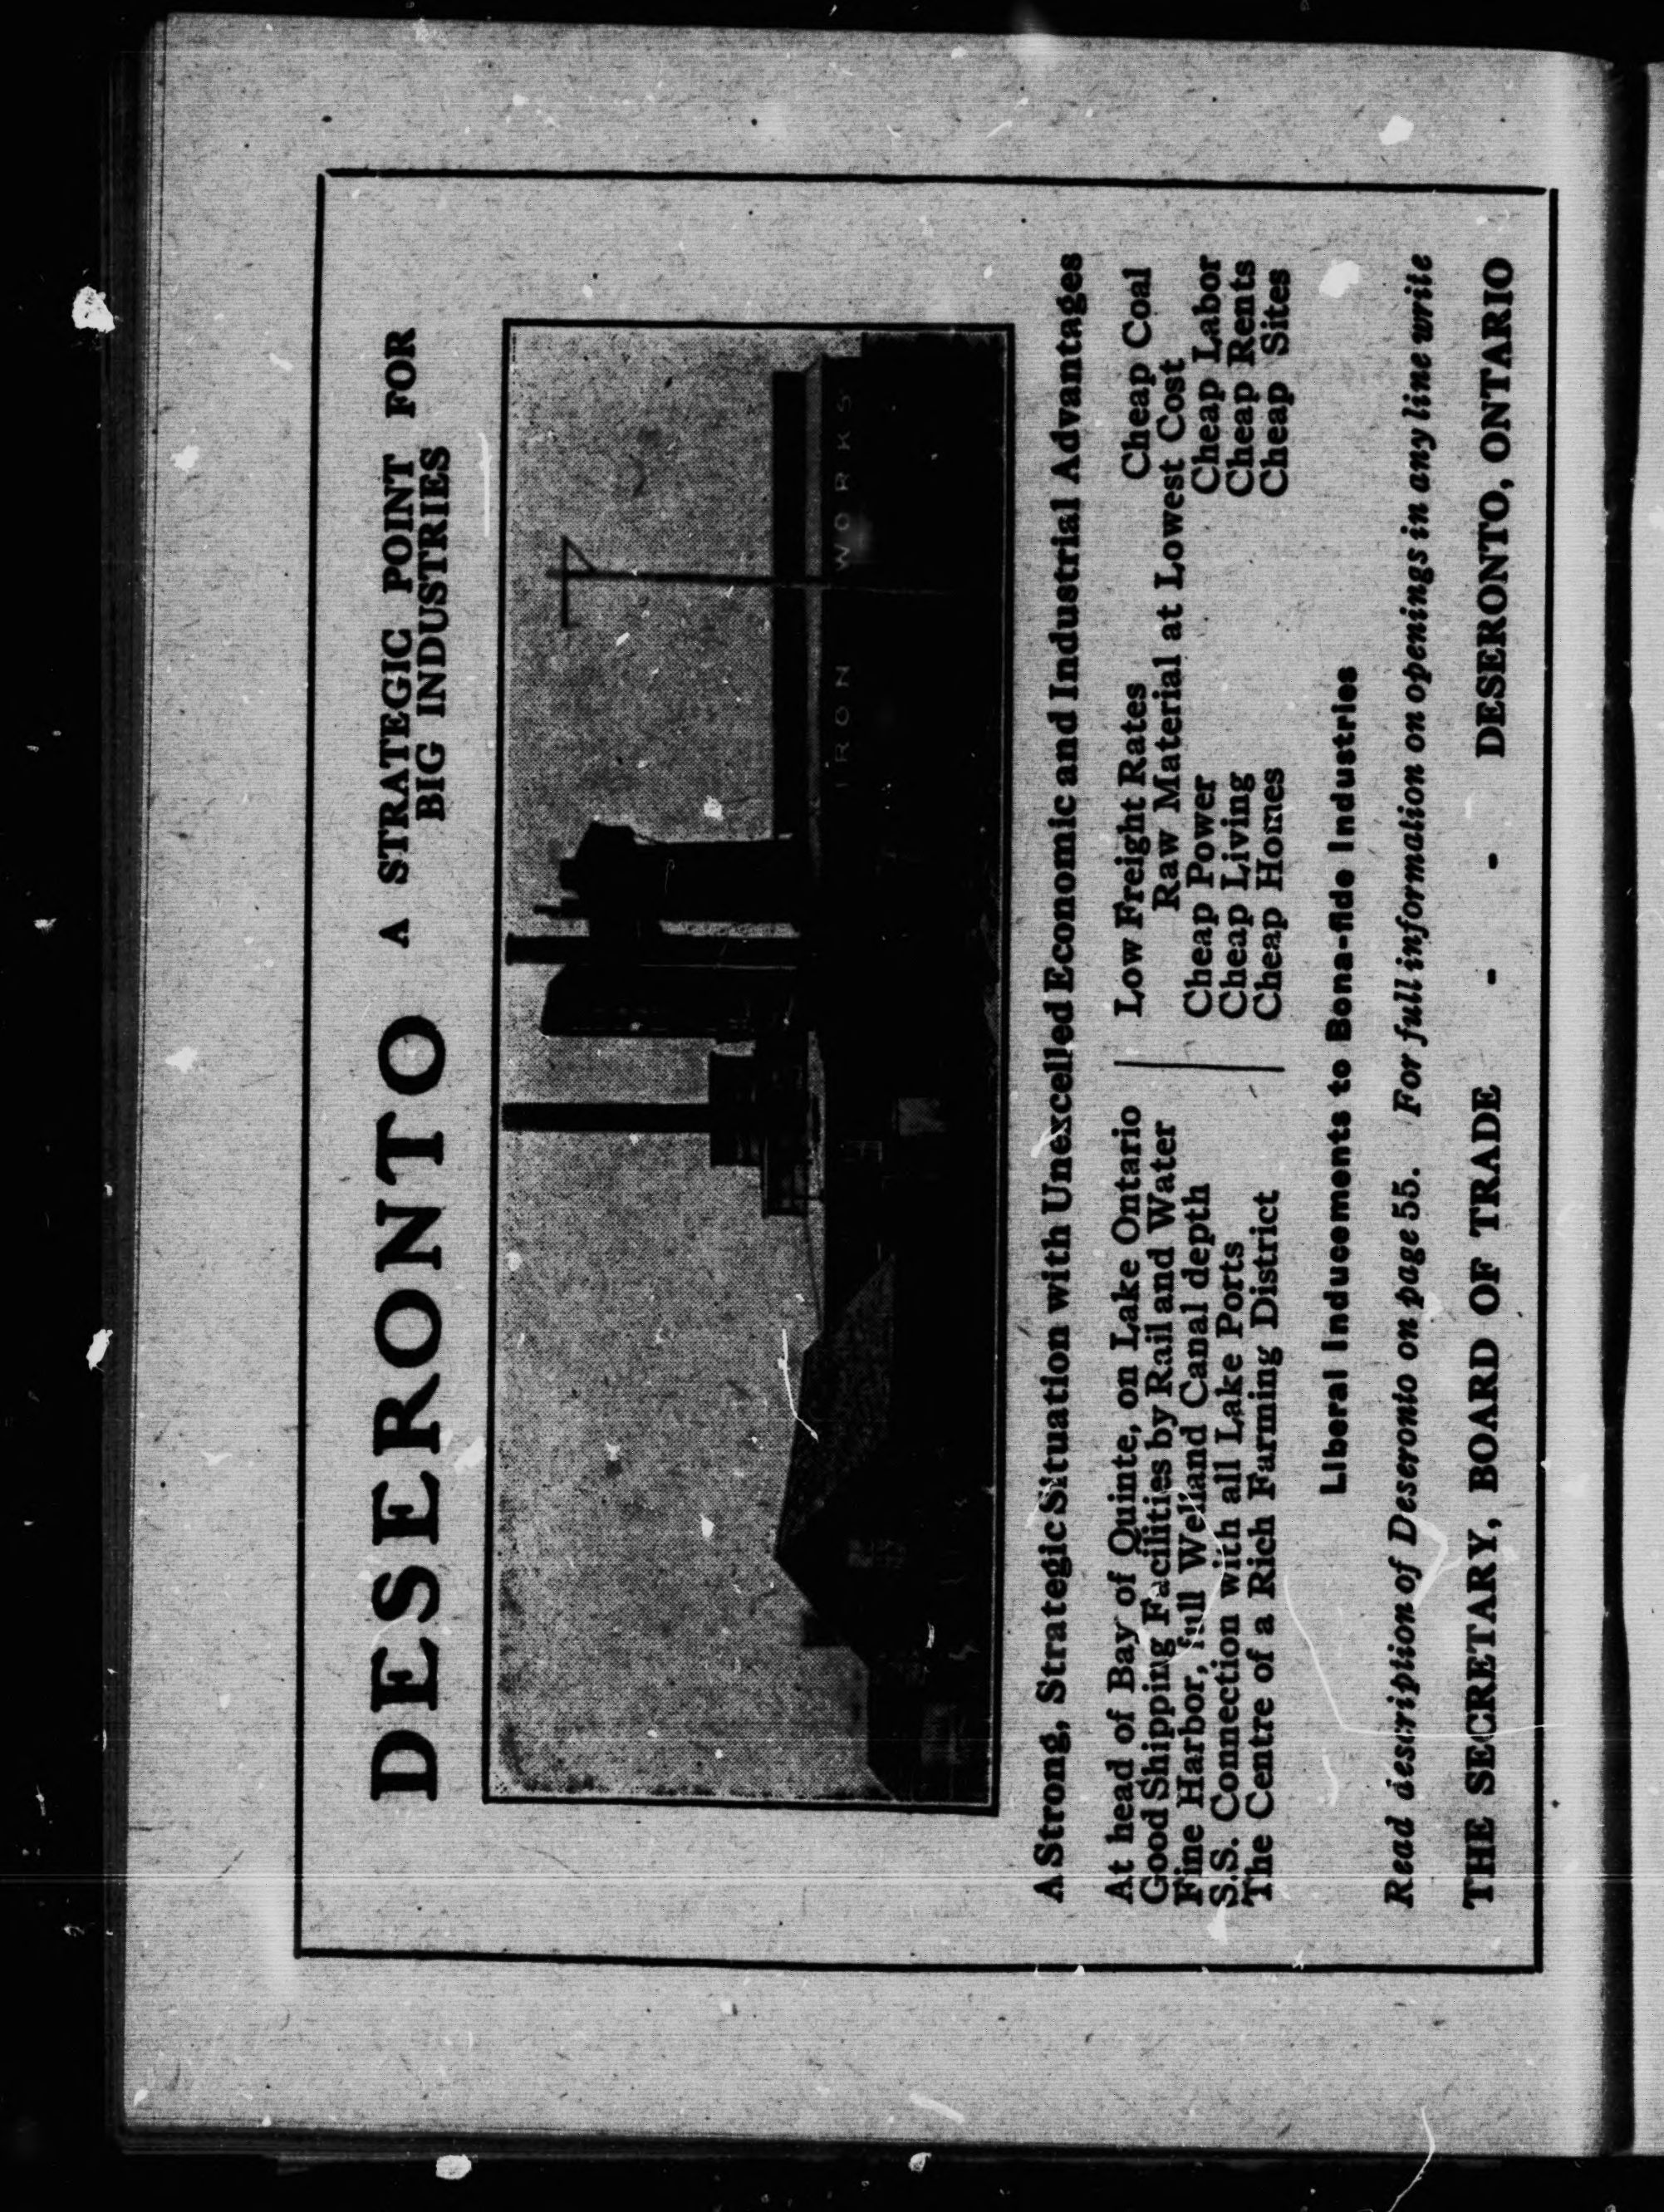 DESERONTO A STRATEGIC POINT FOR
BIG INDUSTRIES
IRON WORKS
A Strong, Strategic Situation with Unexcelled Economic and Industrial Advantages
At head of Bay of Quinte, on Lake Ontario
Good Shipping Facilities by Rail and Water
Fine Harbor, full Welland Canal depth
S.S. Connection with all Lake Ports
The Centre of a Rich Farming District
Low Freight Rates Cheap Coal
Raw Material at Lowest Cost
Cheap Power Cheap Labor
Cheap Living Cheap Rents
Cheap Homes Cheap Sites
Liberal Inducements to Bona-fide Industries
Read description of Deseronto on page 55. For full information on openings in any line write
THE SECRETARY, BOARD OF TRADE - - DESERONTO, ONTARIO